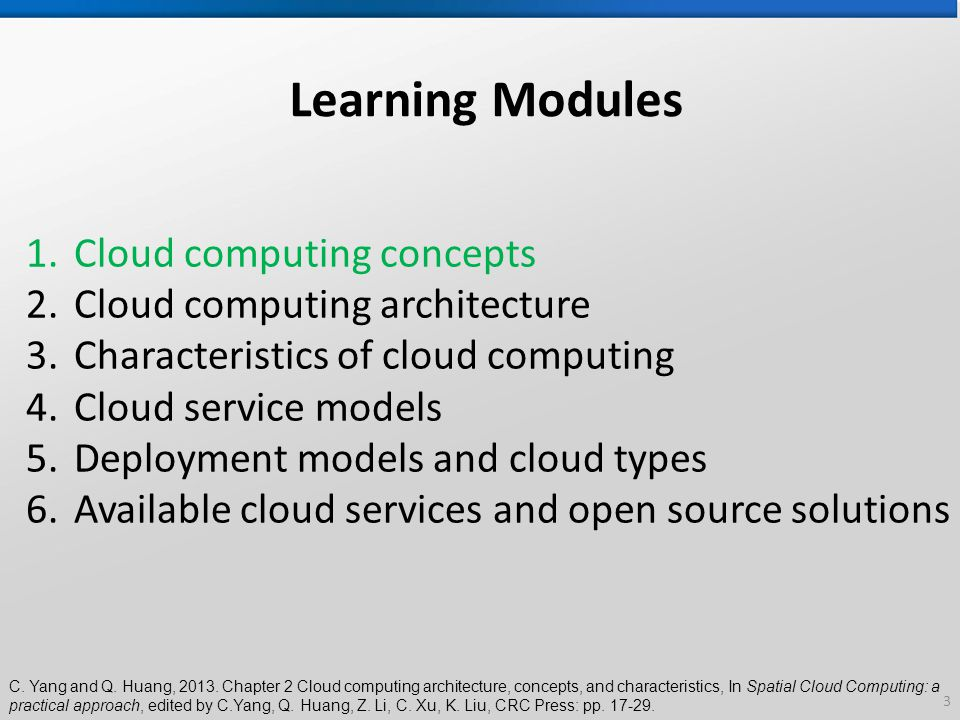 Learning Modules
1. Cloud computing concepts
2. Cloud computing architecture
3. Characteristics of cloud computing
4. Cloud service models
5. Deployment models and cloud types
6. Available cloud services and open source solutions
C. Yang and Q. Huang, 2013. Chapter 2 Cloud computing architecture, concepts, and characteristics, In Spatial Cloud Computing: a
practical approach, edited by C.Yang, Q. Huang, Z. Li, C. Xu, K. Liu, CRC Press: pp. 17-29.
3